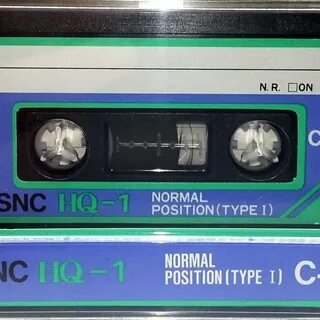 N.R. □ON
C
SNC HQ-1 NORMAL
POSITION (TYPE I)
NC HQ-1 NORMAL
POSITION (TYPE I) C-